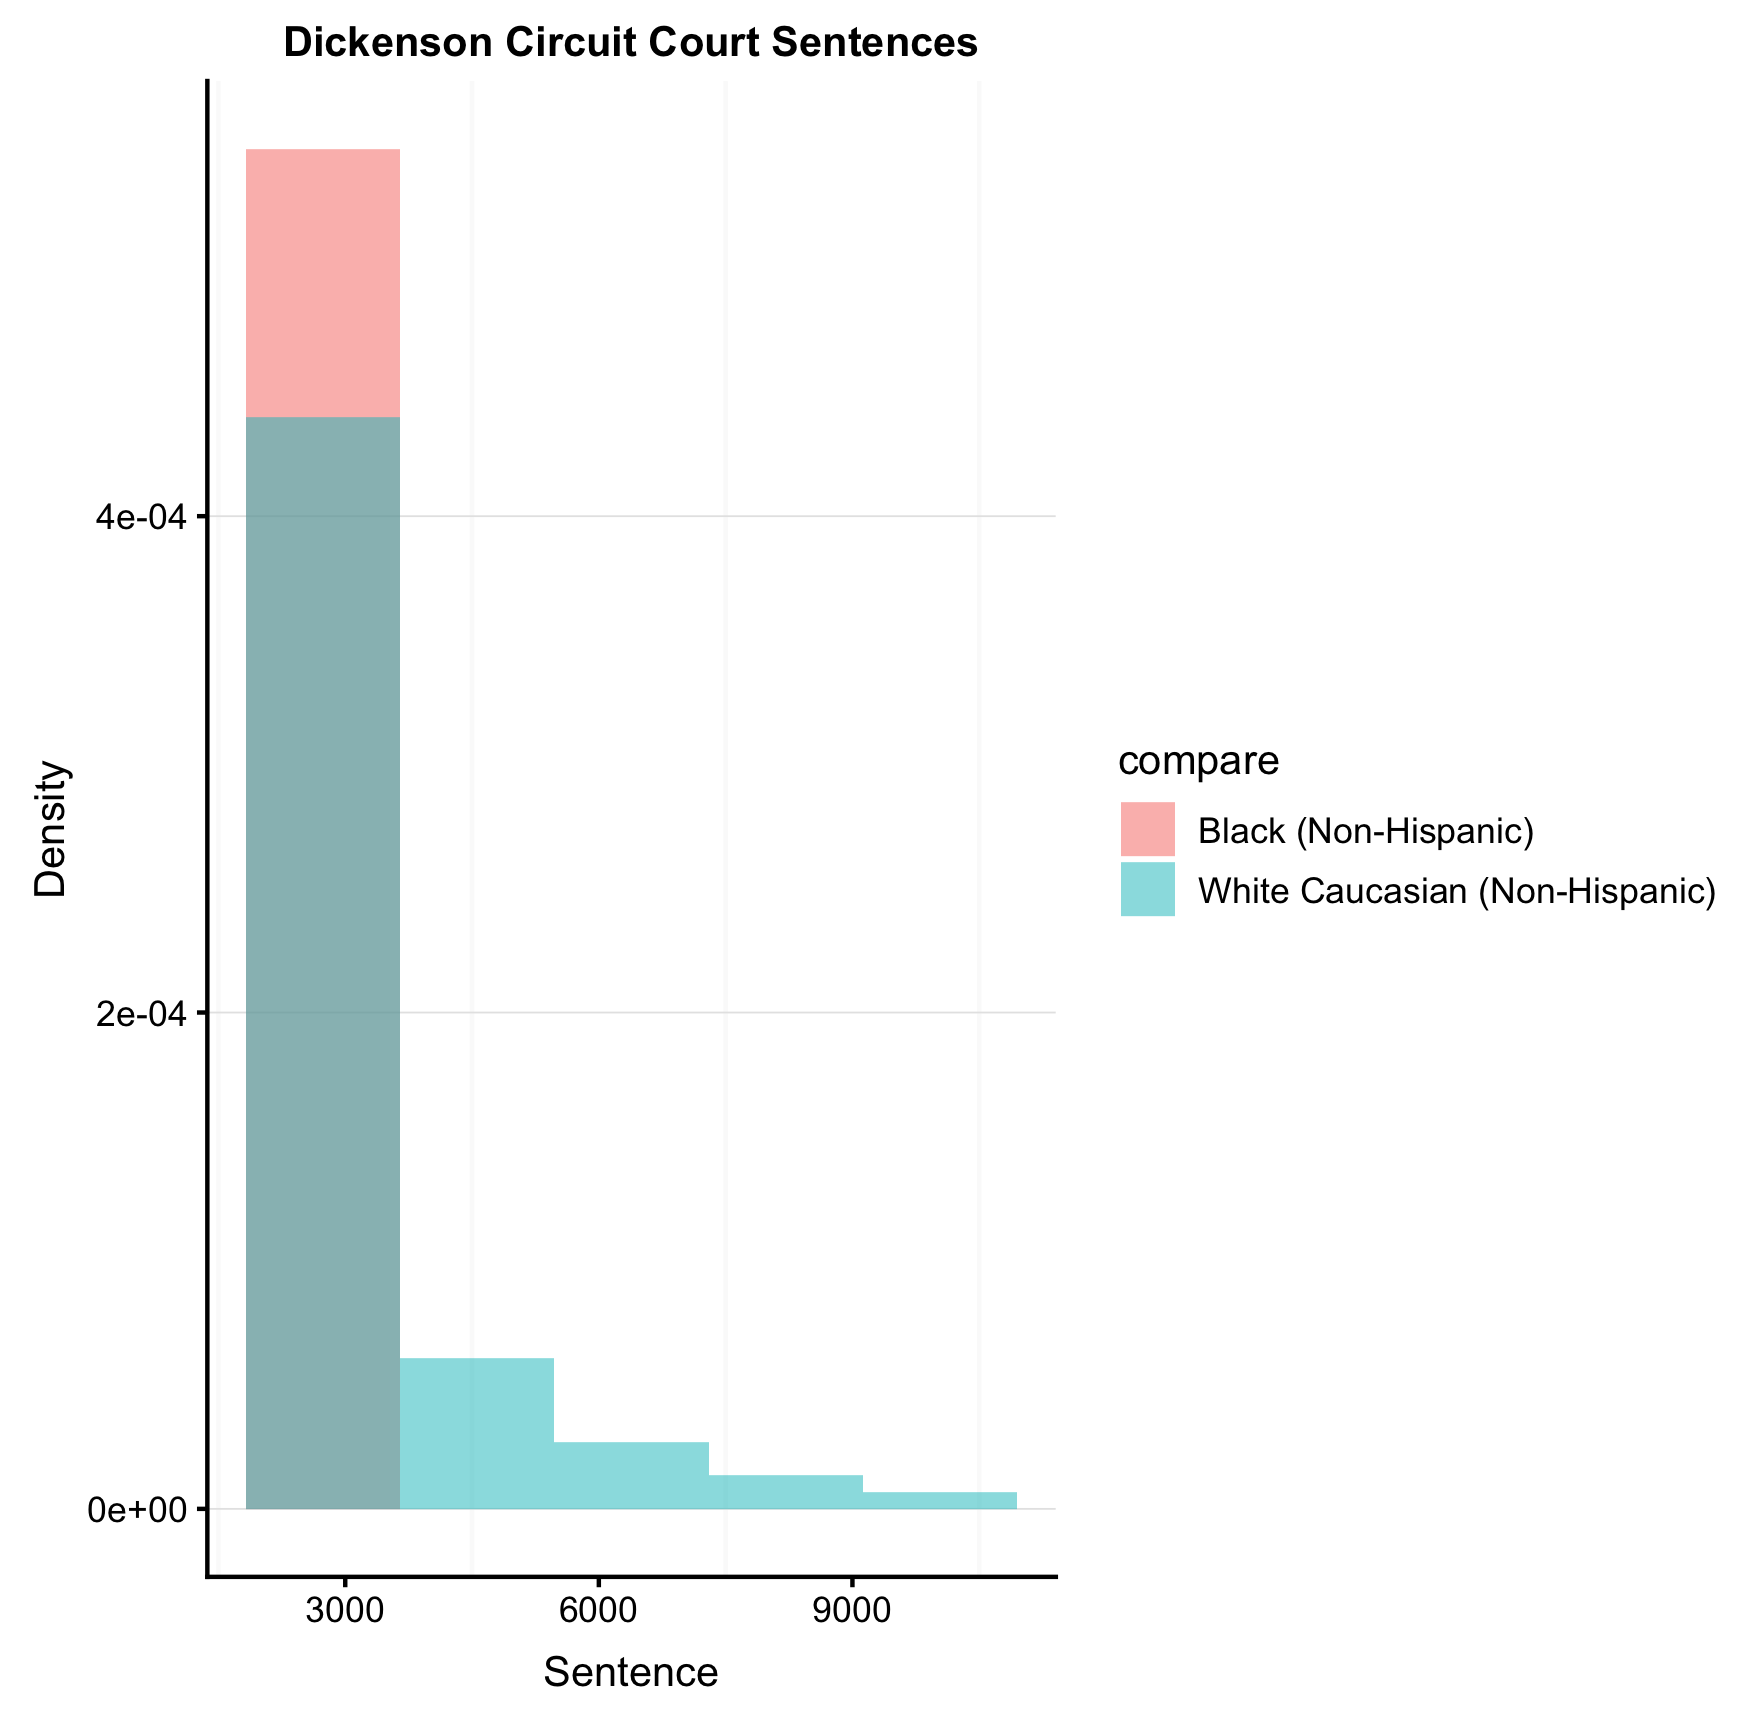 Dickenson Circuit Court Sentences
Density
4e-04
2e-04
0e+00
3000 6000 9000
Sentence
compare
Black (Non-Hispanic)
White Caucasian (Non-Hispanic)